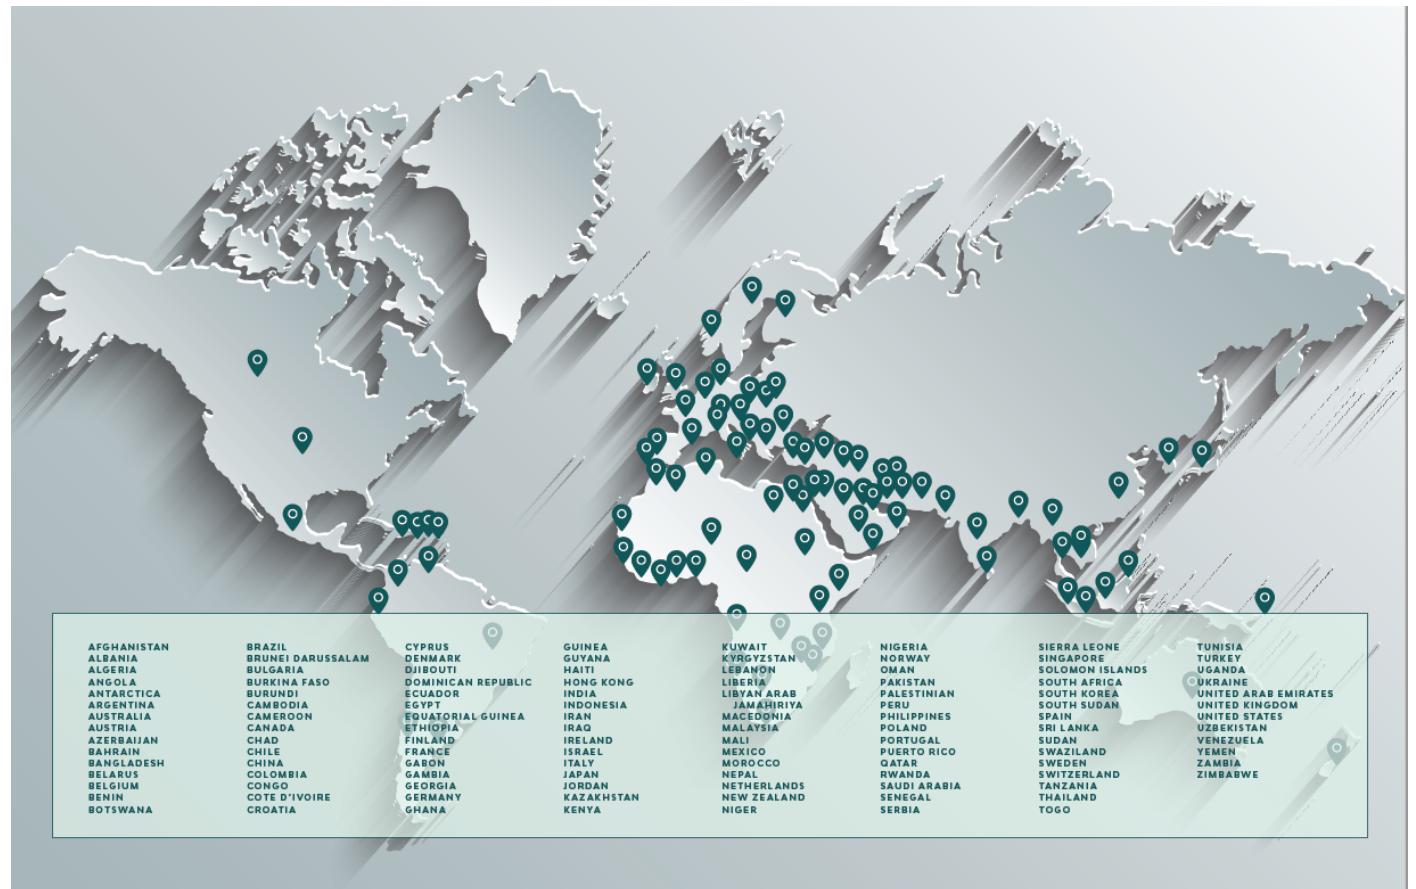 AFGHANISTAN
ALBANIA
ALGERIA
ANGOLA
ANTARCTICA
ARGENTINA
AUSTRALIA
AUSTRIA
AZERBAIJAN
BAHRAIN
BANGLADESH
BELARUS
BELGIUM
BENIN
BOTSWANA
BRAZIL
BRUNEI DARUSSALAM
BULGARIA
BURKINA FASO
BURUNDI
CAMBODIA
CAMEROON
CANADA
CHAD
CHILE
CHINA
COLOMBIA
CONGO
COTE D'IVOIRE
CROATIA
CYPRUS
DENMARK
DJIBOUTI
DOMINICAN REPUBLIC
ECUADOR
EGYPT
EQUATORIAL GUINEA
ETHIOPIA
FINLAND
FRANCE
GABON
GAMBIA
GEORGIA
GERMANY
GHANA
GUINEA
GUYANA
HAITI
HONG KONG
INDIA
INDONESIA
IRAN
IRAQ
IRELAND
ISRAEL
ITALY
JAPAN
JORDAN
KAZAKHSTAN
KENYA
KUWAIT
KYRGYZSTAN
LEBANON
LIBERIA
LIBYAN ARAB
JAMAHIRIYA
MACEDONIA
MALAYSIA
MALI
MEXICO
MOROCCO
NEPAL
NETHERLANDS
NEW ZEALAND
NIGER
NIGERIA
NORWAY
OMAN
PAKISTAN
PALESTINIAN
PERU
PHILIPPINES
POLAND
PORTUGAL
PUERTO RICO
QATAR
RWANDA
SAUDI ARABIA
SENEGAL
SERBIA
SIERRA LEONE
SINGAPORE
SOLOMON ISLANDS
SOUTH AFRICA
SOUTH KOREA
SOUTH SUDAN
SPAIN
SRI LANKA
SUDAN
SWAZILAND
SWEDEN
SWITZERLAND
TANZANIA
THAILAND
TOGO
TUNISIA
TURKEY
UGANDA
UKRAINE
UNITED ARAB EMIRATES
UNITED KINGDOM
UNITED STATES
UZBEKISTAN
VENEZUELA
YEMEN
ZAMBIA
ZIMBABWE